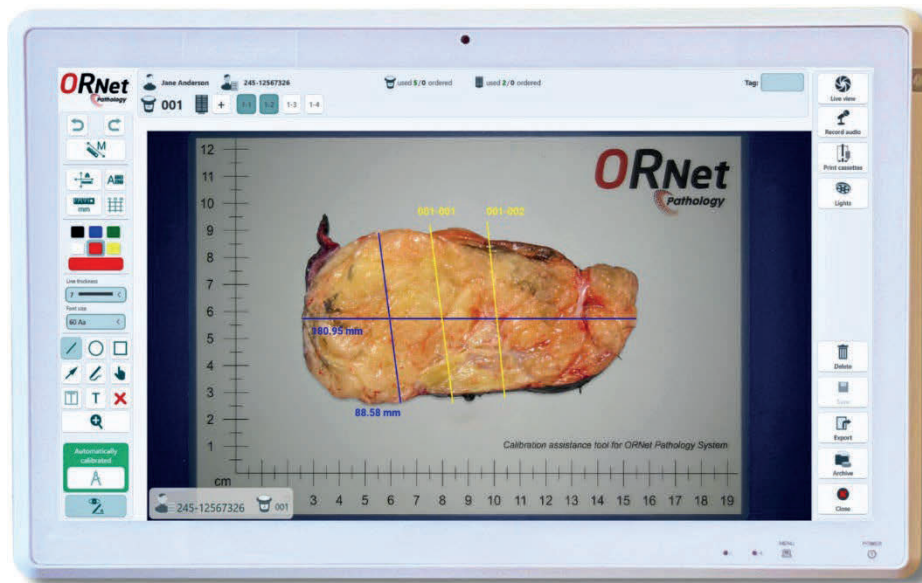 ORNet
Pathology
Jane Anderson
245-12567326
used 5/0 ordered
used 2/0 ordered
Tag:
001
+
1-1
1-2
1-3
1-4
M
A
mm
Line thickness
7
Font size
60 Aa
T
T
Automatically
calibrated
A
Live view
Record audio
Print cassettes
Lights
Delete
Save
Export
Archive
Close
12
11
10
9
8
7
6
5
4
3
2
1
cm
3 4 5 6 7 8 9 10 11 12 13 14 15 16 17 18 19
ORNet
Pathology
001-001
001-002
280.95 mm
88.58 mm
Calibration assistance tool for ORNet Pathology System
245-12567326
001
MENU
POWER